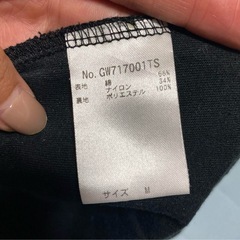 No.GW717001TS
表地 綿 66%
ナイロン 34%
裏地 ポリエステル 100%
サイズ M